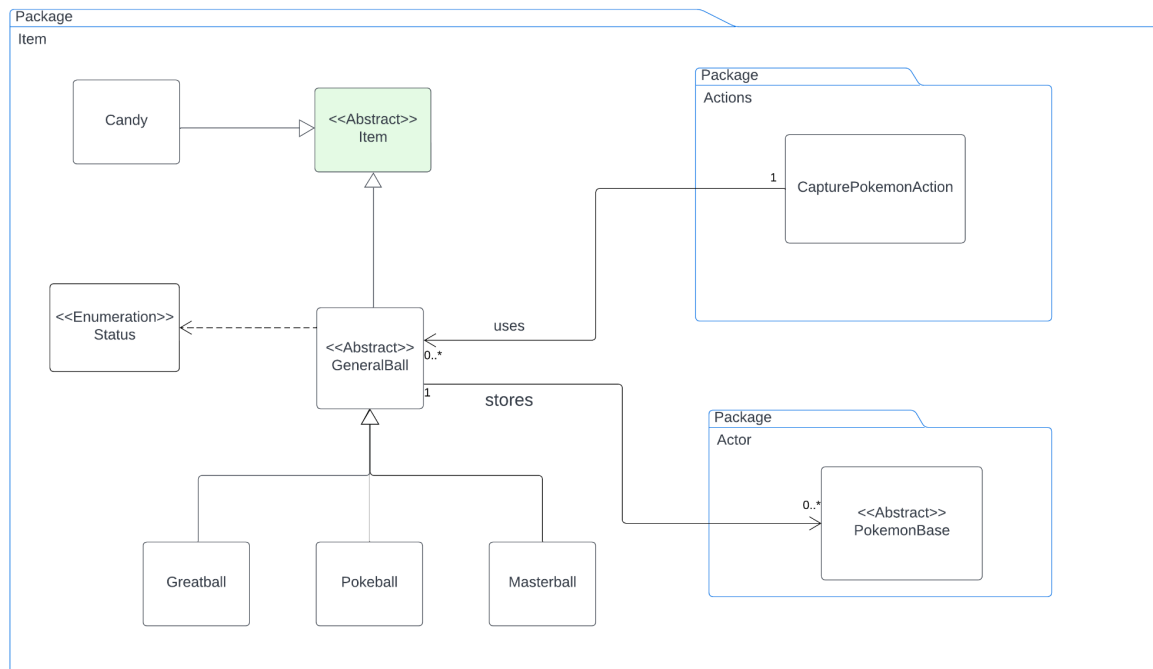 Package
Item
Package
Actions
Candy
<<Abstract>>
Item
1
CapturePokemonAction
<<Enumeration>>
Status
uses
<<Abstract>>
GeneralBall
0..*
1
stores
Package
Actor
0..*
<<Abstract>>
PokemonBase
Greatball
Pokeball
Masterball